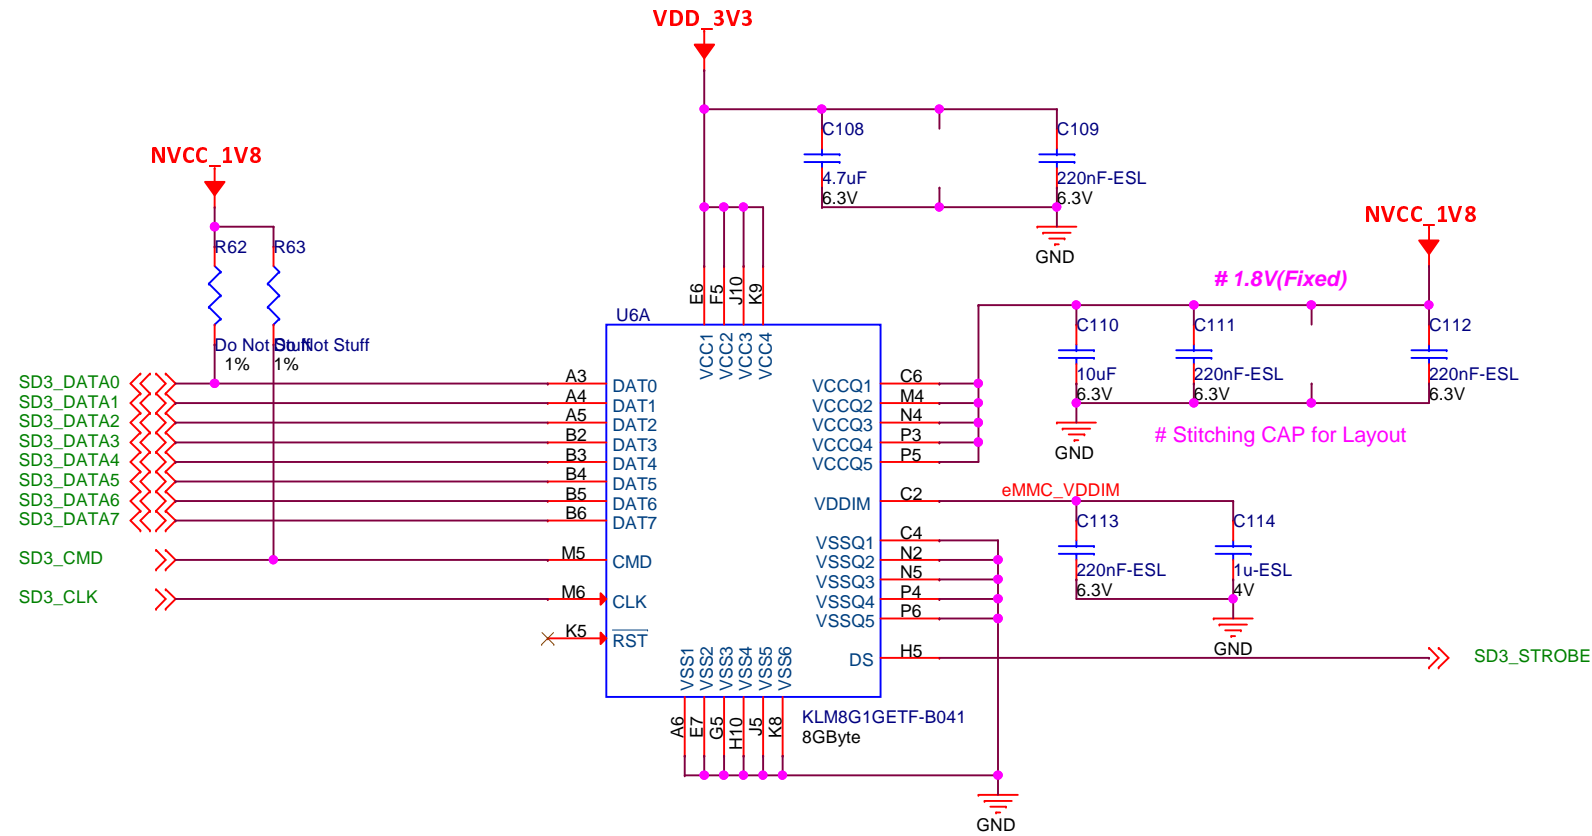 VDD_3V3
C108
C109
4.7uF
220nF-ESL
6.3V
6.3V
GND
NVCC_1V8
R62
R63
Do Not Stuff
Do Not Stuff
1%
1%
NVCC_1V8
# 1.8V(Fixed)
C110
C111
C112
10uF
220nF-ESL
220nF-ESL
6.3V
6.3V
6.3V
# Stitching CAP for Layout
GND
E6
F5
J10
K9
U6A
VCC1
VCC2
VCC3
VCC4
SD3_DATA0
A3
DAT0
SD3_DATA1
A4
DAT1
SD3_DATA2
A5
DAT2
SD3_DATA3
B2
DAT3
SD3_DATA4
B3
DAT4
SD3_DATA5
B4
DAT5
SD3_DATA6
B5
DAT6
SD3_DATA7
B6
DAT7
SD3_CMD
M5
CMD
SD3_CLK
M6
CLK
K5
RST
VCCQ1
C6
VCCQ2
M4
VCCQ3
N4
VCCQ4
P3
VCCQ5
P5
VDDIM
C2
eMMC_VDDIM
C113
C114
220nF-ESL
1u-ESL
6.3V
4V
GND
VSSQ1
C4
VSSQ2
N2
VSSQ3
N5
VSSQ4
P4
VSSQ5
P6
DS
H5
SD3_STROBE
VSS1
VSS2
VSS3
VSS4
VSS5
VSS6
A6
E7
G5
H10
J5
K8
KLM8G1GETF-B041
8GByte
GND